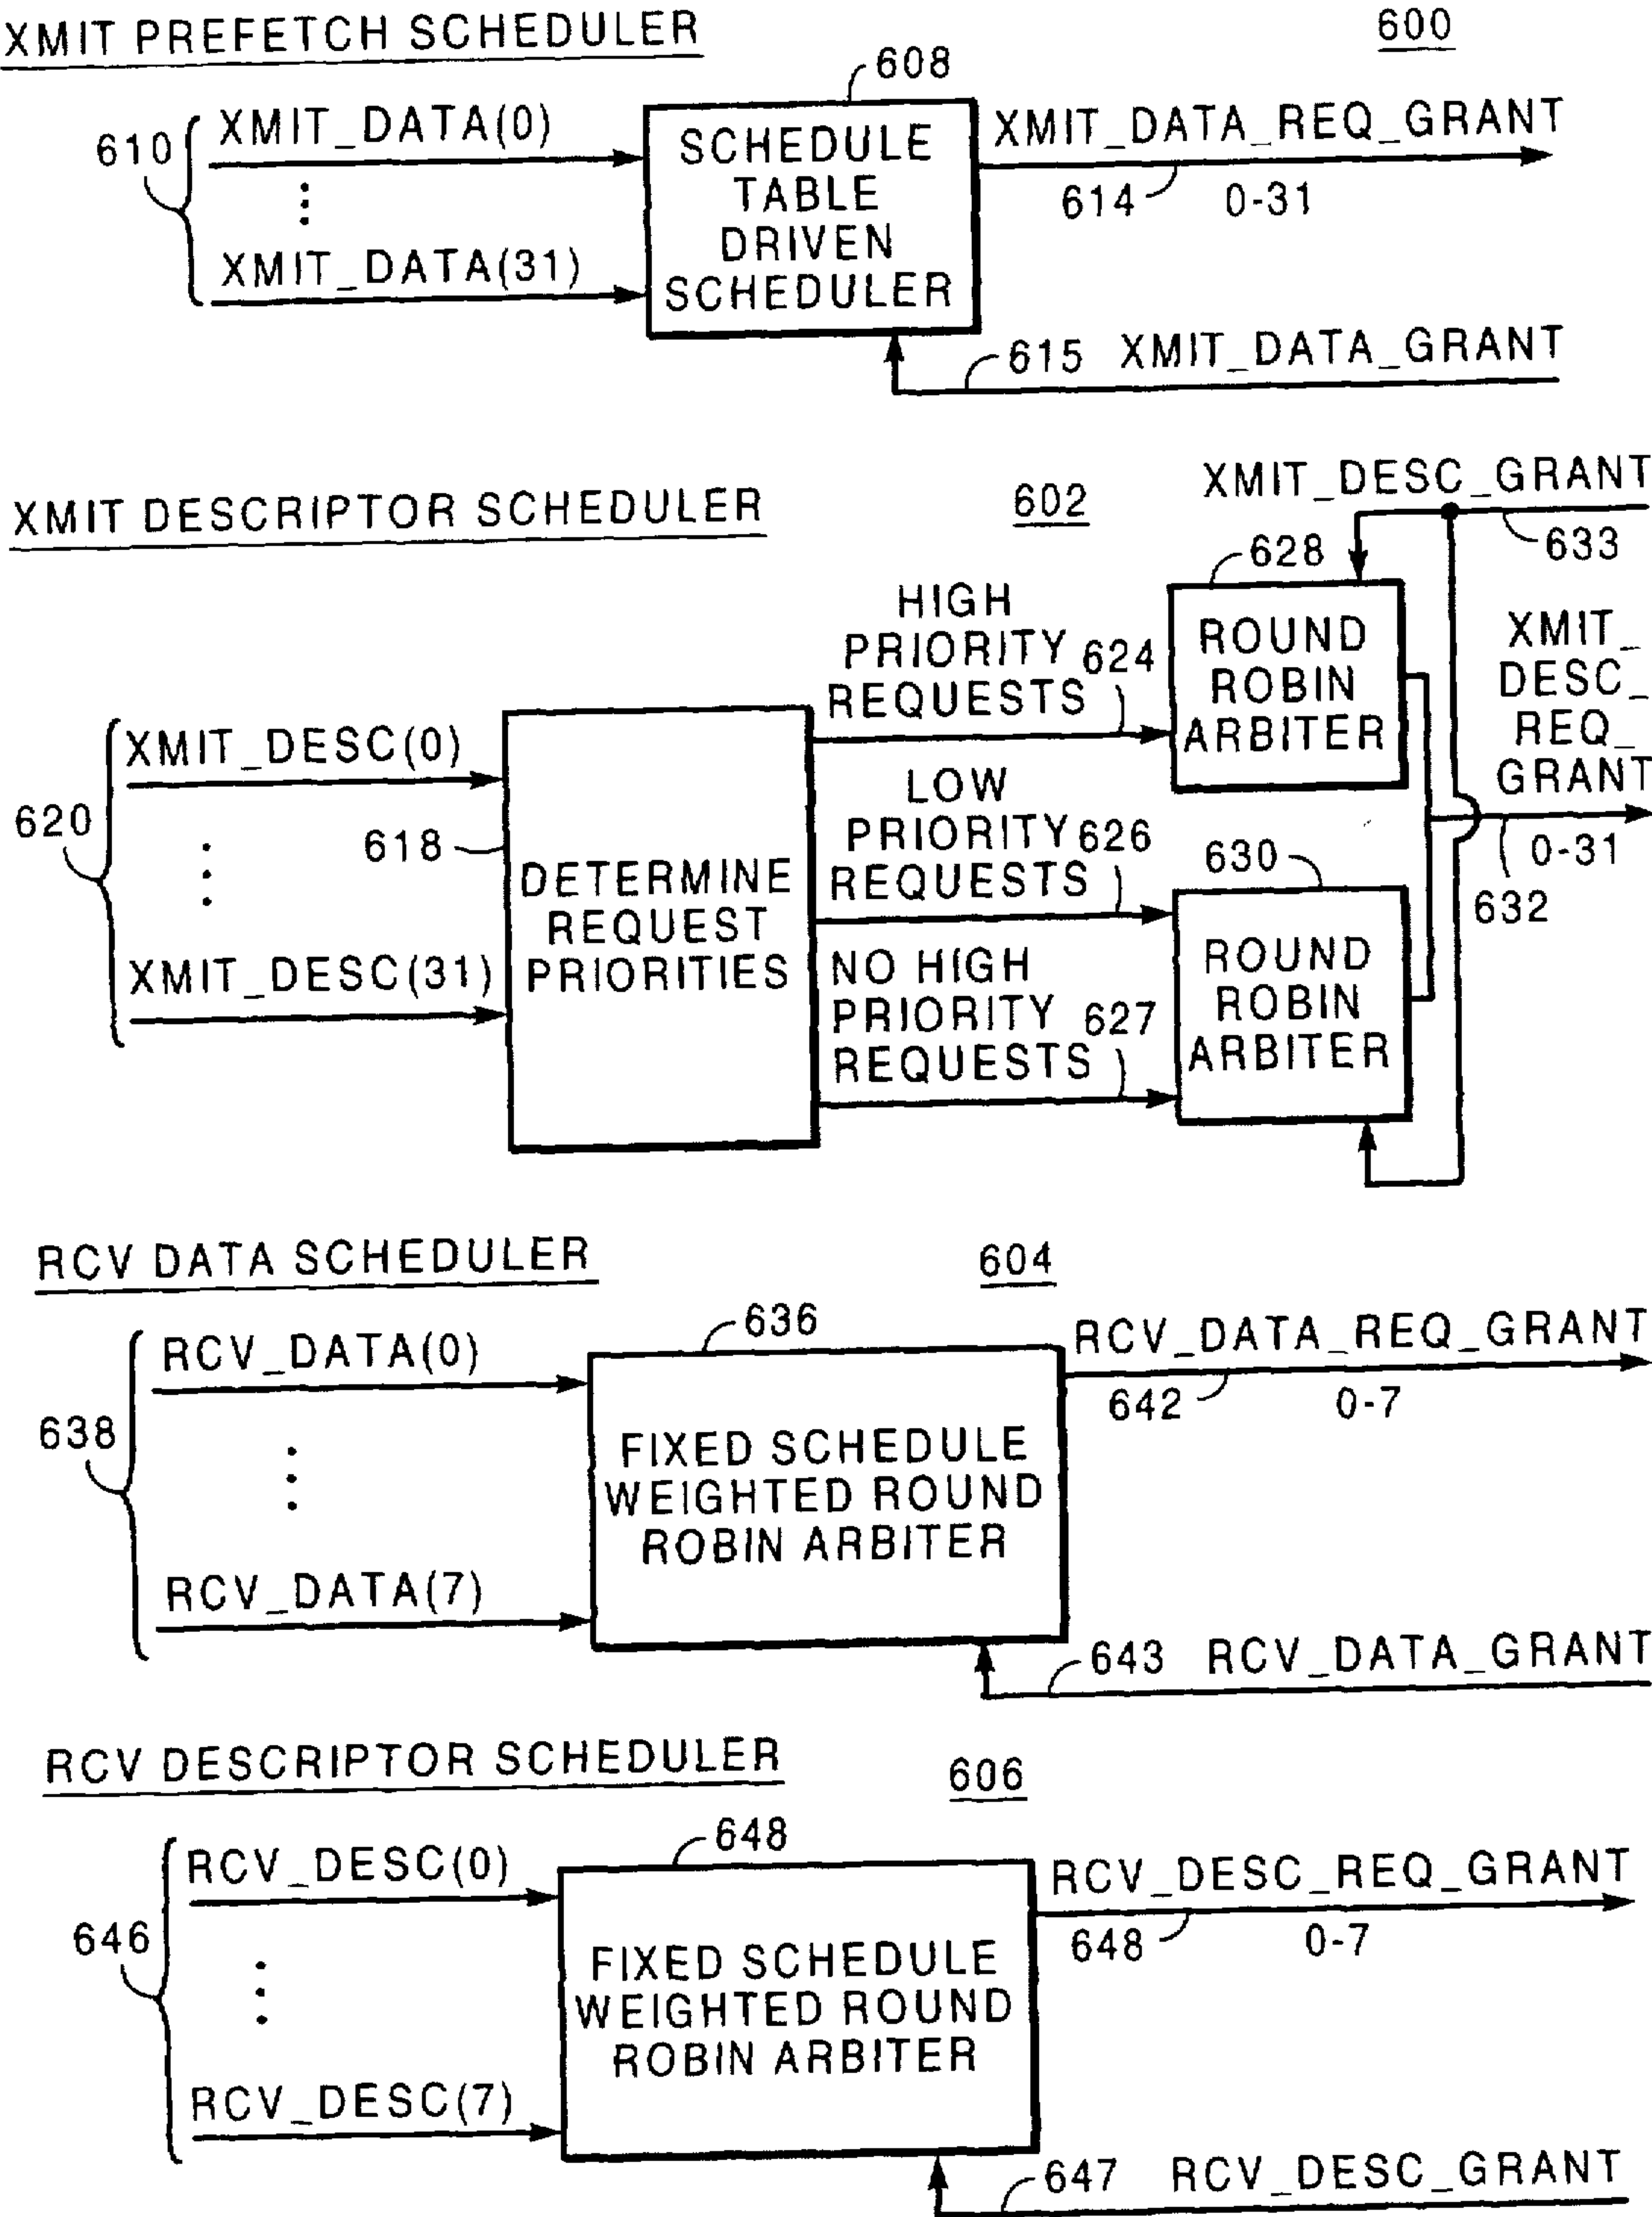 XMIT PREFETCH SCHEDULER
600
608
610
XMIT_DATA(0)
XMIT_DATA(31)
SCHEDULE
TABLE
DRIVEN
SCHEDULER
XMIT_DATA_REQ_GRANT
614
0-31
615
XMIT_DATA_GRANT
XMIT DESCRIPTOR SCHEDULER
602
XMIT_DESC_GRANT
633
628
620
XMIT_DESC(0)
XMIT_DESC(31)
618
DETERMINE
REQUEST
PRIORITIES
HIGH
PRIORITY
REQUESTS
624
LOW
PRIORITY
REQUESTS
626
NO HIGH
PRIORITY
REQUESTS
627
ROUND
ROBIN
ARBITER
630
ROUND
ROBIN
ARBITER
XMIT_
DESC_
REQ_
GRANT
0-31
632
RCV DATA SCHEDULER
604
636
638
RCV_DATA(0)
RCV_DATA(7)
FIXED SCHEDULE
WEIGHTED ROUND
ROBIN ARBITER
RCV_DATA_REQ_GRANT
642
0-7
643
RCV_DATA_GRANT
RCV DESCRIPTOR SCHEDULER
606
648
646
RCV_DESC(0)
RCV_DESC(7)
FIXED SCHEDULE
WEIGHTED ROUND
ROBIN ARBITER
RCV_DESC_REQ_GRANT
648
0-7
647
RCV_DESC_GRANT